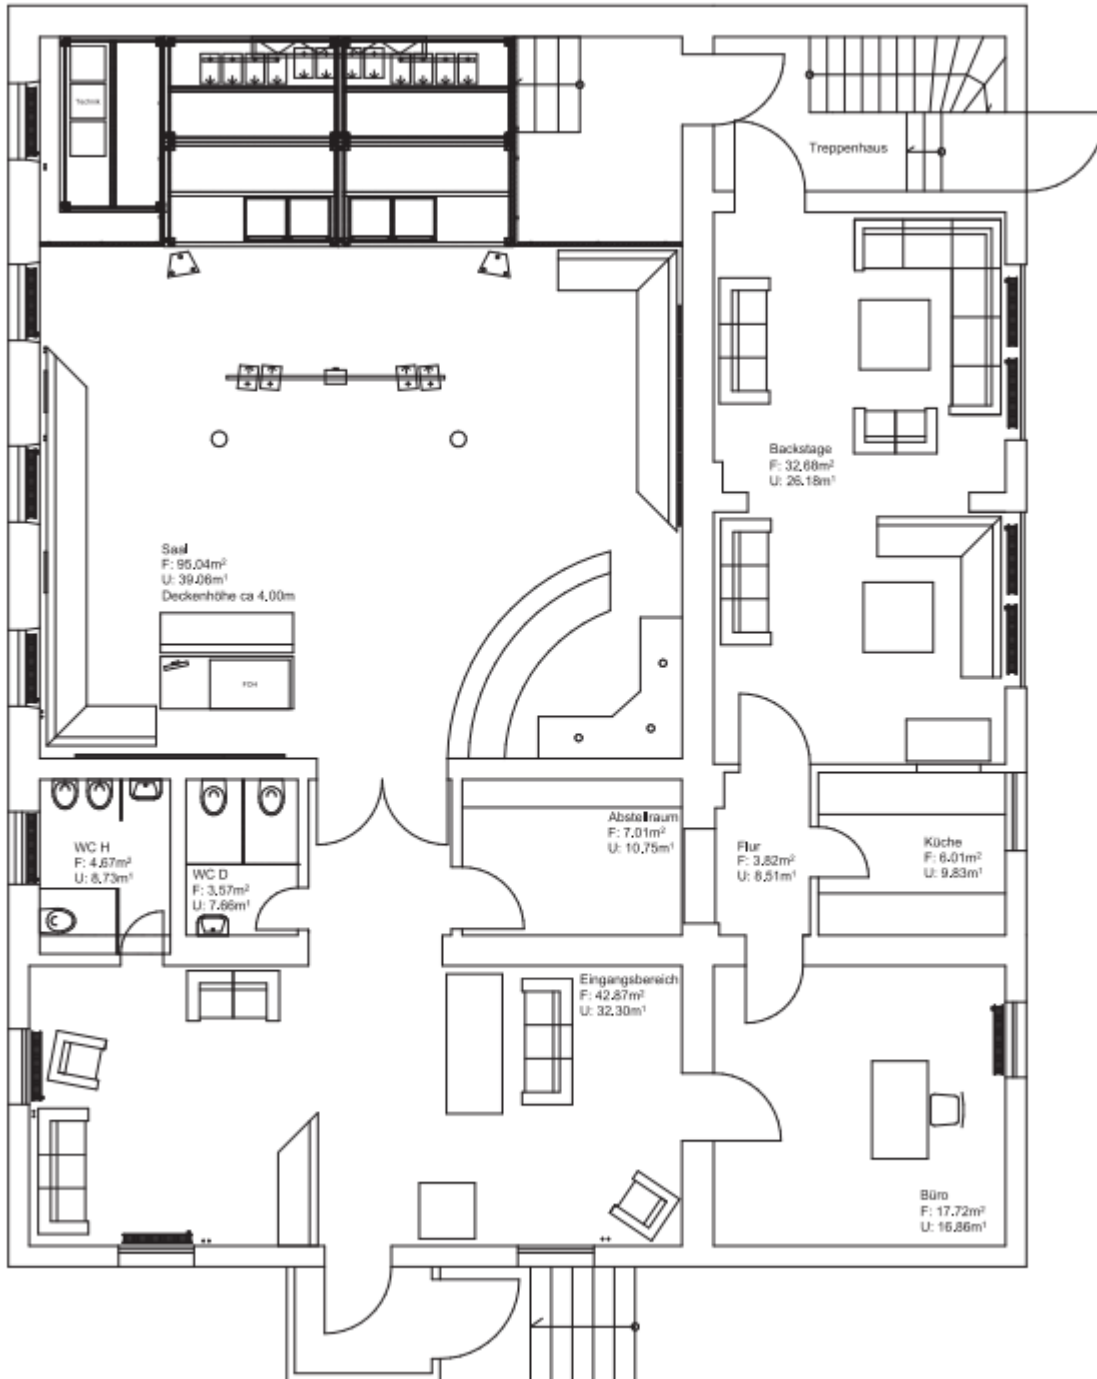 Technik
Treppenhaus
Backstage
F: 32.68m²
U: 26.18m¹
Saal
F: 95.04m²
U: 39.06m¹
Deckenhöhe ca 4.00m
FOH
WC H
F: 4.67m²
U: 8.73m¹
WC D
F: 3.57m²
U: 7.66m¹
Abstellraum
F: 7.01m²
U: 10.75m¹
Flur
F: 3.82m²
U: 8.51m¹
Küche
F: 6.01m²
U: 9.83m¹
Eingangsbereich
F: 42.87m²
U: 32.30m¹
Büro
F: 17.72m²
U: 16.86m¹